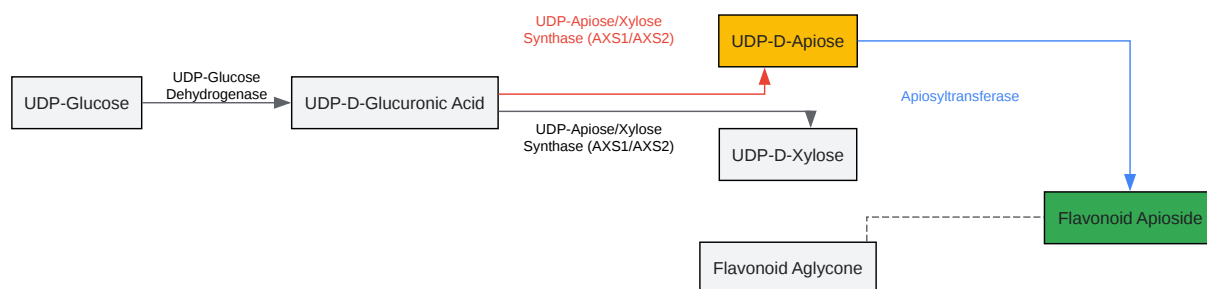 UDP-Apiose/Xylose
Synthase (AXS1/AXS2)
UDP-D-Apiose
UDP-Glucose
Dehydrogenase
UDP-Glucose
UDP-D-Glucuronic Acid
Apiosyltransferase
UDP-Apiose/Xylose
Synthase (AXS1/AXS2)
UDP-D-Xylose
Flavonoid Apioside
Flavonoid Aglycone